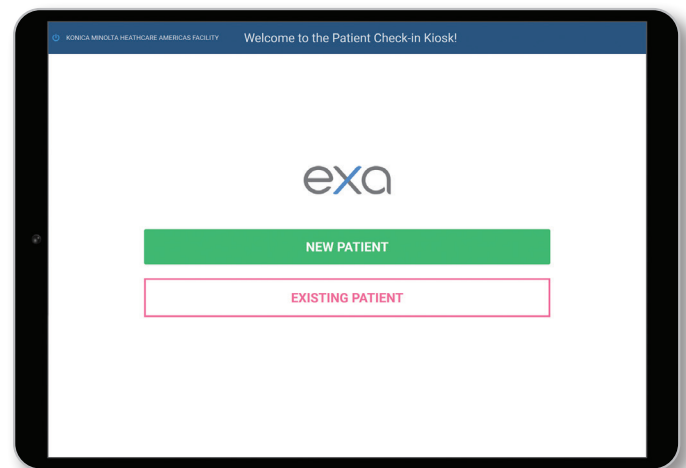 KONICA MINOLTA HEATHCARE AMERICAS FACILITY Welcome to the Patient Check-in Kiosk!
exa
NEW PATIENT
EXISTING PATIENT